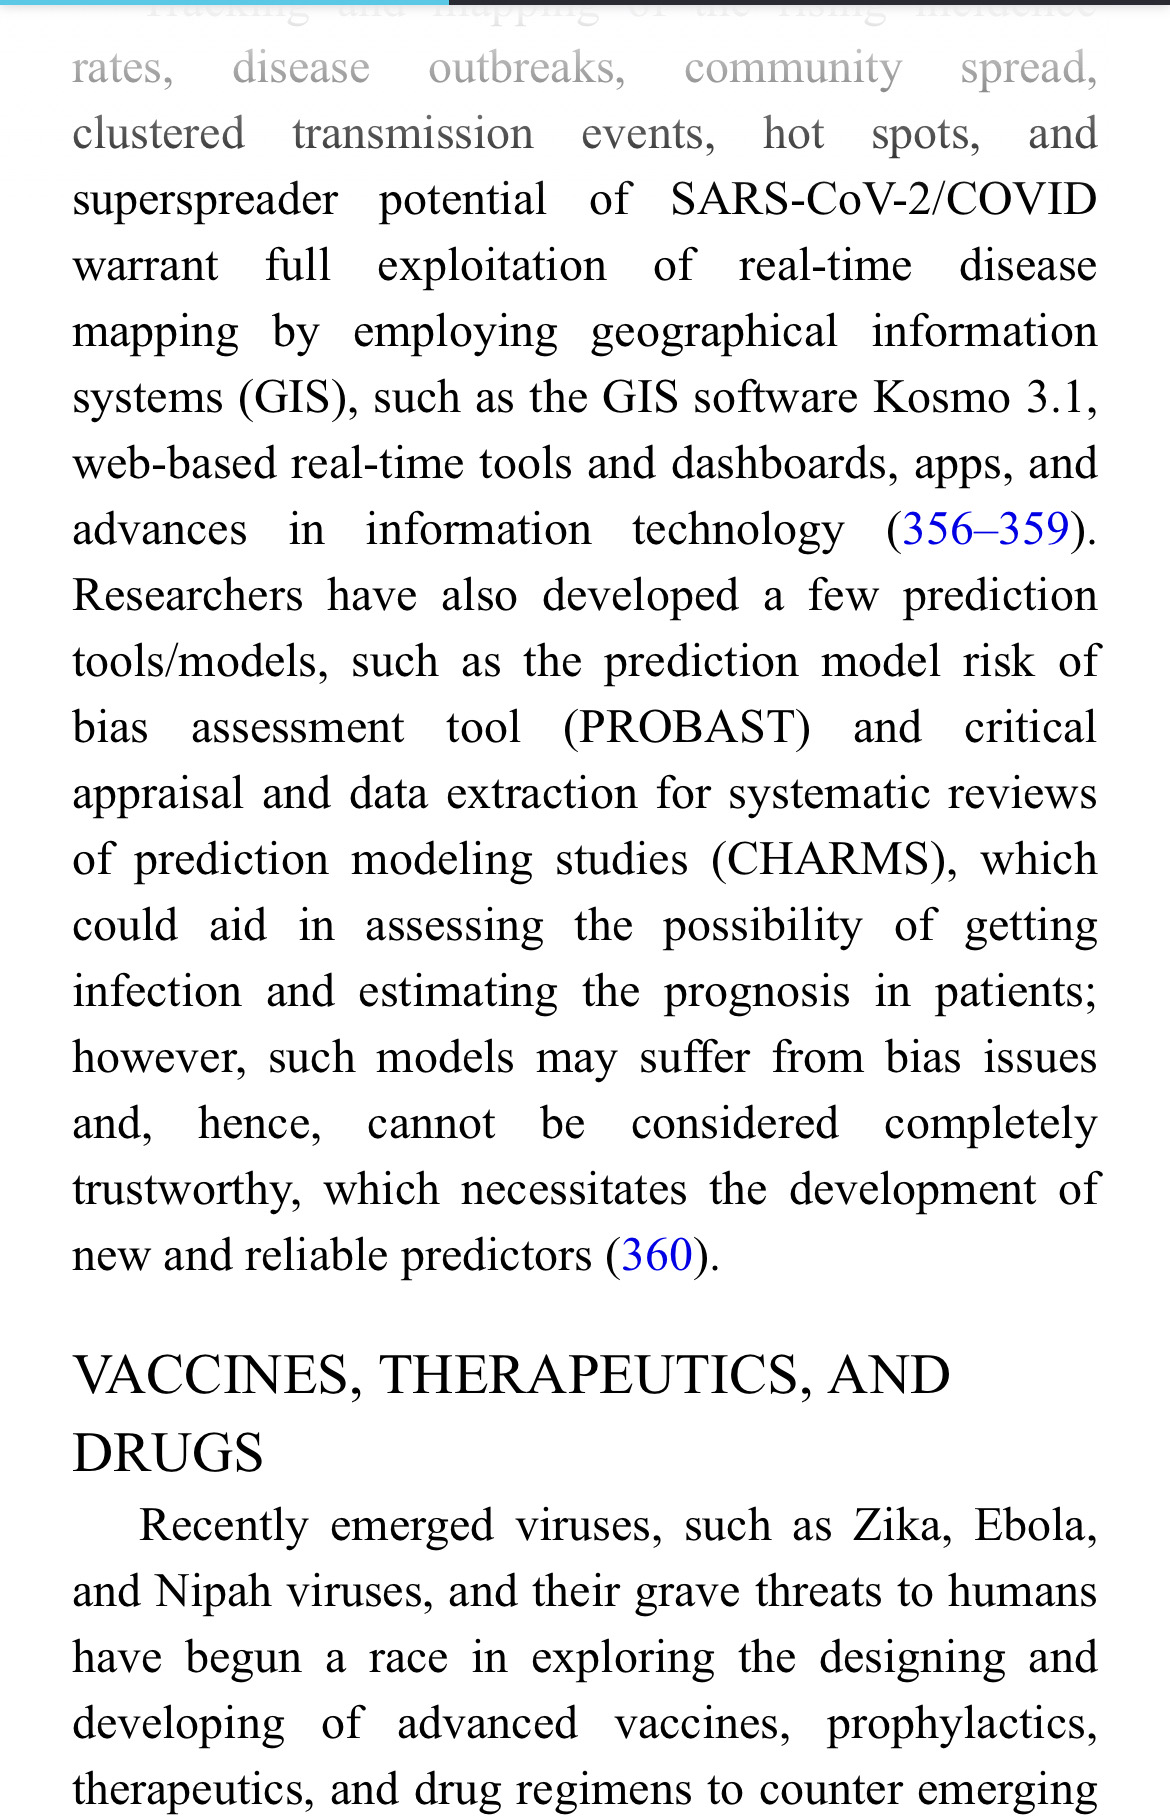 Tracking and mapping of the rising incidence
rates, disease outbreaks, community spread,
clustered transmission events, hot spots, and
superspreader potential of SARS-CoV-2/COVID
warrant full exploitation of real-time disease
mapping by employing geographical information
systems (GIS), such as the GIS software Kosmo 3.1,
web-based real-time tools and dashboards, apps, and
advances in information technology (356–359).
Researchers have also developed a few prediction
tools/models, such as the prediction model risk of
bias assessment tool (PROBAST) and critical
appraisal and data extraction for systematic reviews
of prediction modeling studies (CHARMS), which
could aid in assessing the possibility of getting
infection and estimating the prognosis in patients;
however, such models may suffer from bias issues
and, hence, cannot be considered completely
trustworthy, which necessitates the development of
new and reliable predictors (360).
VACCINES, THERAPEUTICS, AND
DRUGS
Recently emerged viruses, such as Zika, Ebola,
and Nipah viruses, and their grave threats to humans
have begun a race in exploring the designing and
developing of advanced vaccines, prophylactics,
therapeutics, and drug regimens to counter emerging